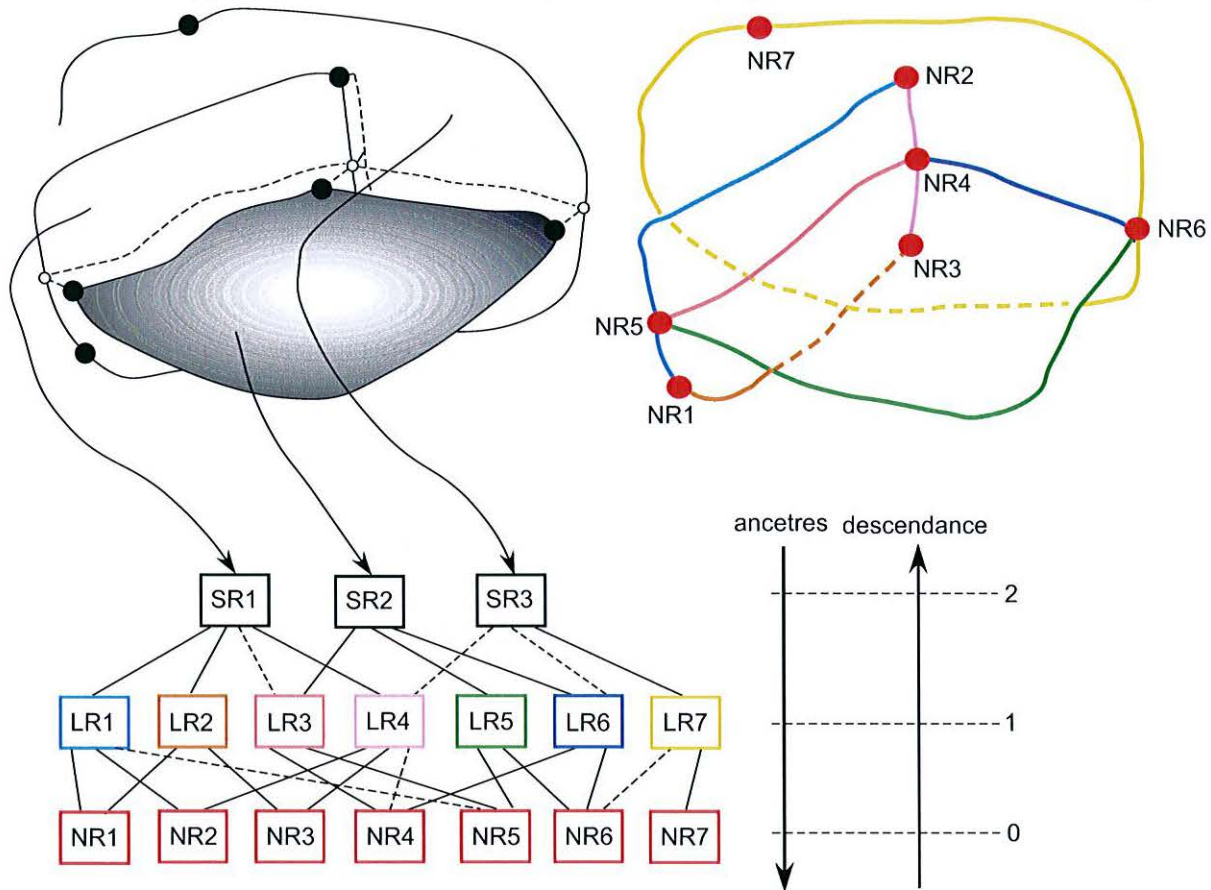 NR7
NR2
NR4
NR6
NR3
NR5
NR1
ancetres descendance
SR1 SR2 SR3
2
LR1 LR2 LR3 LR4 LR5 LR6 LR7
1
NR1 NR2 NR3 NR4 NR5 NR6 NR7
0